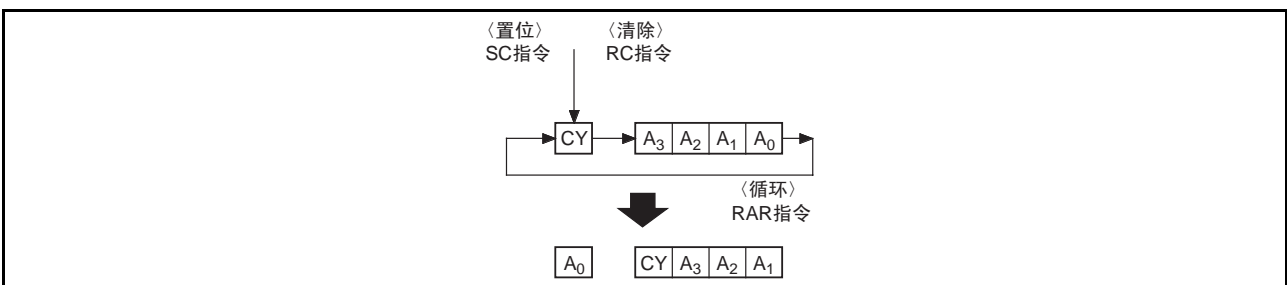 〈置位〉 〈清除〉
SC指令 RC指令
CY A₃ A₂ A₁ A₀
〈循环〉
RAR指令
A₀ CY A₃ A₂ A₁